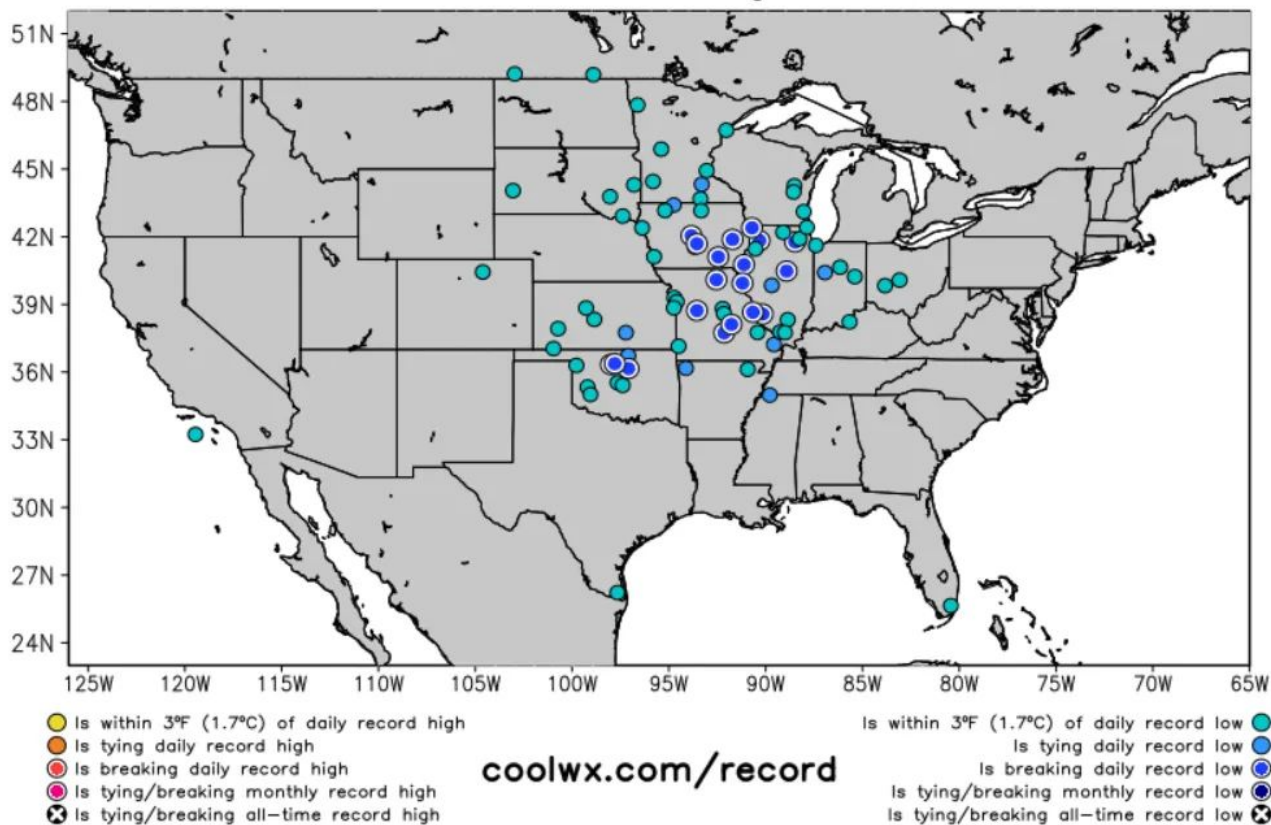 51N
48N
45N
42N
39N
36N
33N
30N
27N
24N
125W 120W 115W 110W 105W 100W 95W 90W 85W 80W 75W 70W 65W
Is within 3°F (1.7°C) of daily record high
Is tying daily record high
Is breaking daily record high
Is tying/breaking monthly record high
Is tying/breaking all-time record high
coolwx.com/record
Is within 3°F (1.7°C) of daily record low
Is tying daily record low
Is breaking daily record low
Is tying/breaking monthly record low
Is tying/breaking all-time record low